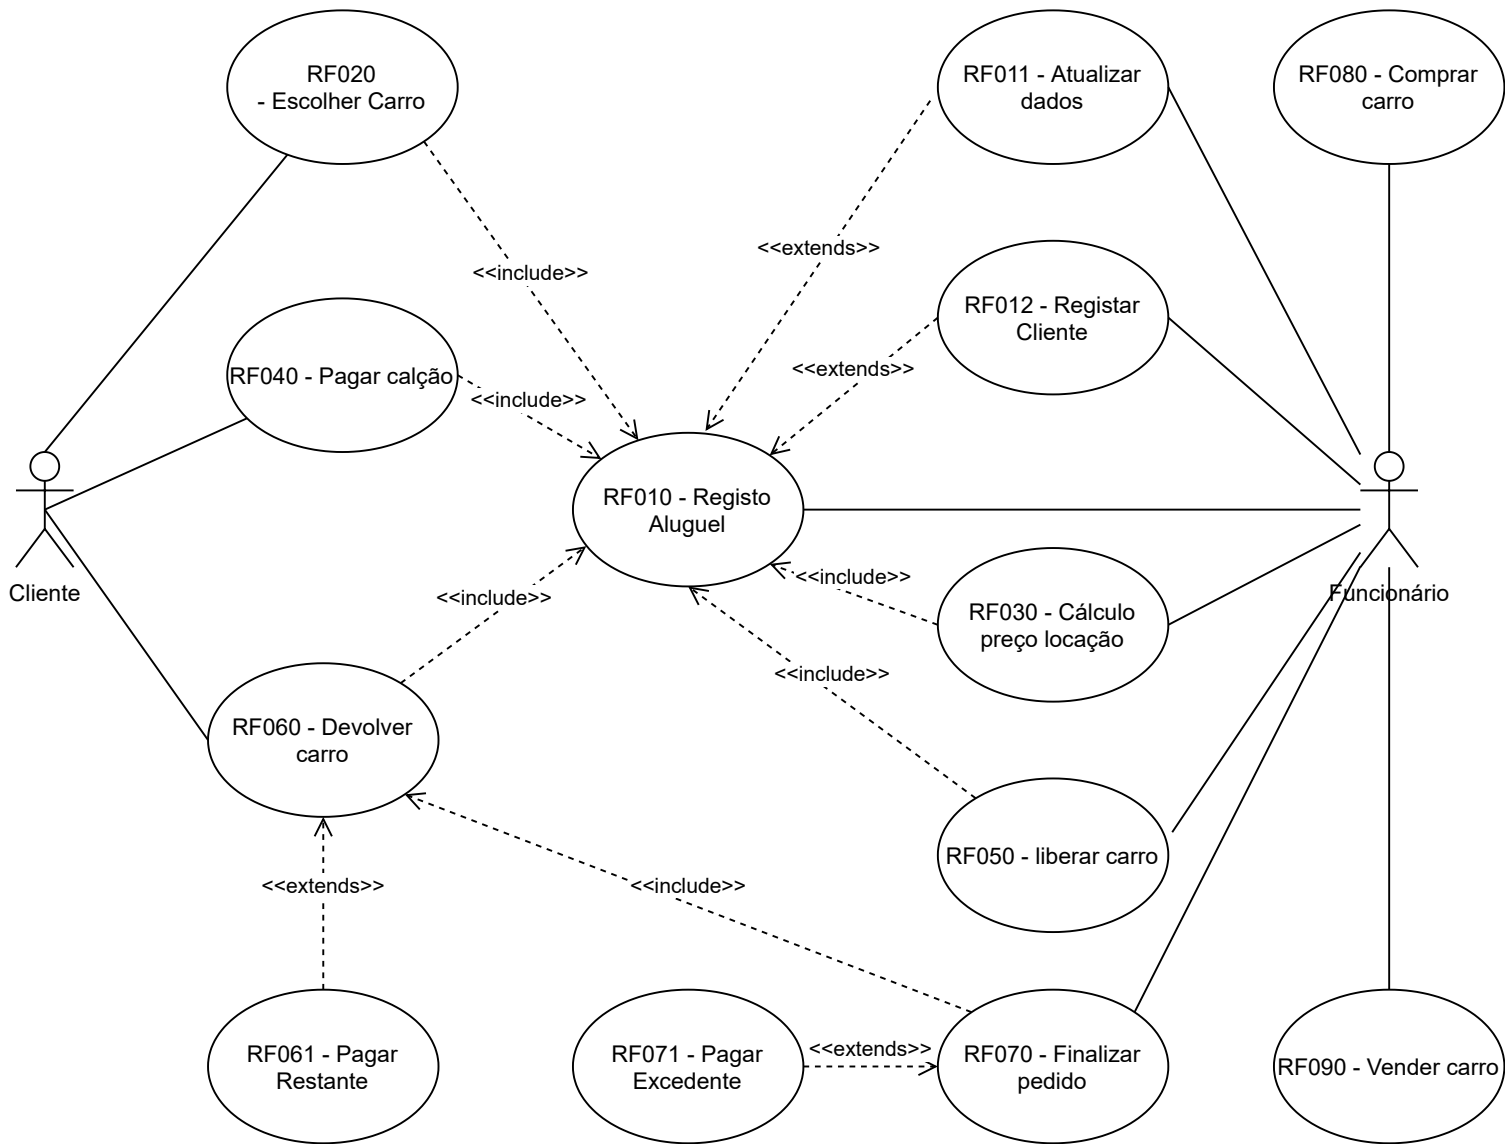 RF020
- Escolher Carro
RF011 - Atualizar
dados
RF080 - Comprar
carro
<<extends>>
<<include>>
RF012 - Registar
Cliente
RF040 - Pagar calção
<<extends>>
<<include>>
RF010 - Registo
Aluguel
Cliente
<<include>>
<<include>>
Funcionário
RF030 - Cálculo
preço locação
<<include>>
RF060 - Devolver
carro
RF050 - liberar carro
<<extends>>
<<include>>
RF061 - Pagar
Restante
RF071 - Pagar
Excedente
<<extends>>
RF070 - Finalizar
pedido
RF090 - Vender carro